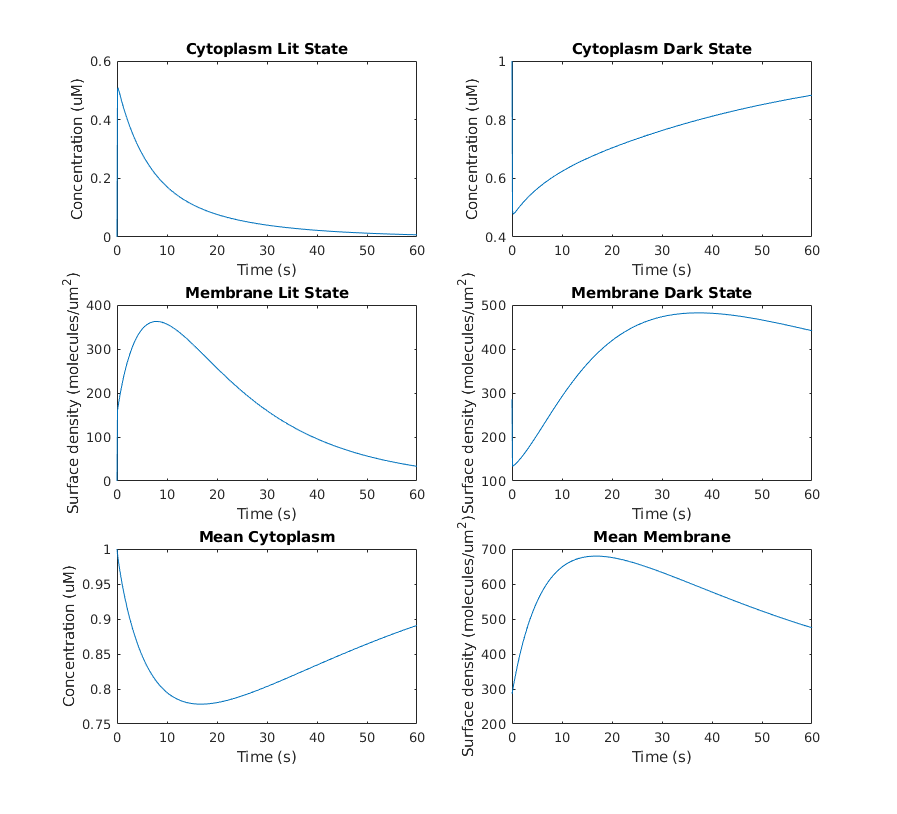 Cytoplasm Lit State
Concentration (uM)
0.6
0.4
0.2
0
0 10 20 30 40 50 60
Time (s)
Cytoplasm Dark State
Concentration (uM)
1
0.8
0.6
0.4
0 10 20 30 40 50 60
Time (s)
Membrane Lit State
Surface density (molecules/um²)
400
300
200
100
0
0 10 20 30 40 50 60
Time (s)
Membrane Dark State
Surface density (molecules/um²)
500
400
300
200
100
0 10 20 30 40 50 60
Time (s)
Mean Cytoplasm
Concentration (uM)
1
0.95
0.9
0.85
0.8
0.75
0 10 20 30 40 50 60
Time (s)
Mean Membrane
Surface density (molecules/um²)
700
600
500
400
300
200
0 10 20 30 40 50 60
Time (s)